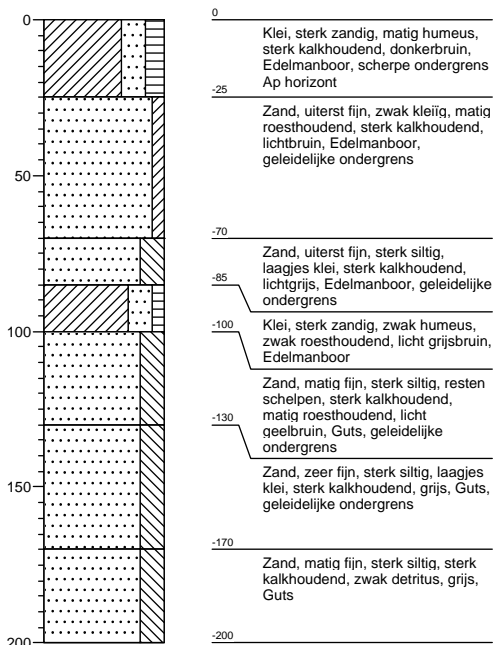 0
50
100
150
200
0
Klei, sterk zandig, matig humeus,
sterk kalkhoudend, donkerbruin,
Edelmanboor, scherpe ondergrens
Ap horizont
-25
Zand, uiterst fijn, zwak kleiïg, matig
roesthoudend, sterk kalkhoudend,
lichtbruin, Edelmanboor,
geleidelijke ondergrens
-70
Zand, uiterst fijn, sterk siltig,
laagjes klei, sterk kalkhoudend,
lichtgrijs, Edelmanboor, geleidelijke
ondergrens
-85
Klei, sterk zandig, zwak humeus,
zwak roesthoudend, licht grijsbruin,
Edelmanboor
-100
Zand, matig fijn, sterk siltig, resten
schelpen, sterk kalkhoudend,
matig roesthoudend, licht
geelbruin, Guts, geleidelijke
ondergrens
-130
Zand, zeer fijn, sterk siltig, laagjes
klei, sterk kalkhoudend, grijs, Guts,
geleidelijke ondergrens
-170
Zand, matig fijn, sterk siltig, sterk
kalkhoudend, zwak detritus, grijs,
Guts
-200